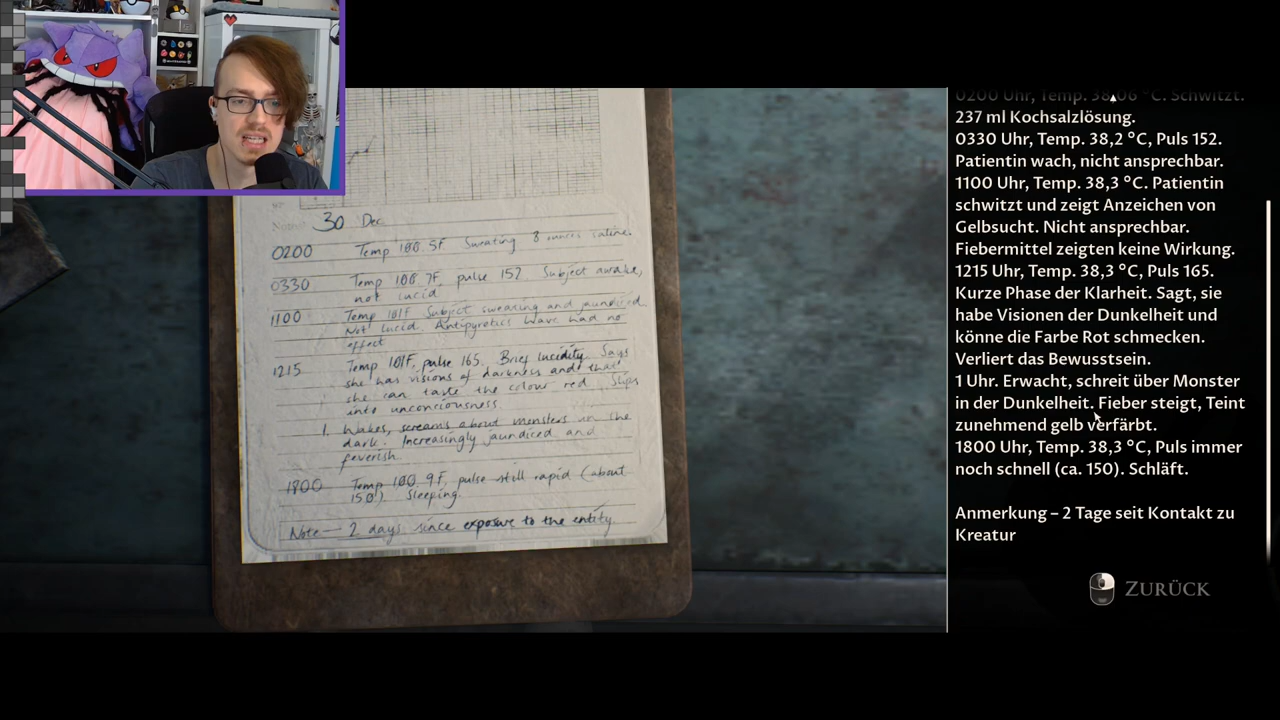 30 Dec
0200 Temp 100.5F. Sweating 8 ounces saline.
0330 Temp 100.7F, pulse 152 Subject awake,
not lucid
1100 Temp 101F Subject sweating and jaundiced.
Not lucid. Antipyretics have had no
effect
1215 Temp 101F, pulse 165. Brief lucidity. Says
she has visions of darkness and that
she can taste the colour red. Slips
into unconciousness.
1. Wakes, screams about monsters in the
dark. Increasingly jaundiced and
feverish.
1800 Temp 100.9F, pulse still rapid (about
150). Sleeping.
Note — 2 days since exposure to the entity.
0200 Uhr, Temp. 38,06 °C. Schwitzt.
237 ml Kochsalzlösung.
0330 Uhr, Temp. 38,2 °C, Puls 152.
Patientin wach, nicht ansprechbar.
1100 Uhr, Temp. 38,3 °C. Patientin
schwitzt und zeigt Anzeichen von
Gelbsucht. Nicht ansprechbar.
Fiebermittel zeigten keine Wirkung.
1215 Uhr, Temp. 38,3 °C, Puls 165.
Kurze Phase der Klarheit. Sagt, sie
habe Visionen der Dunkelheit und
könne die Farbe Rot schmecken.
Verliert das Bewusstsein.
1 Uhr. Erwacht, schreit über Monster
in der Dunkelheit. Fieber steigt, Teint
zunehmend gelb verfärbt.
1800 Uhr, Temp. 38,3 °C, Puls immer
noch schnell (ca. 150). Schläft.
Anmerkung – 2 Tage seit Kontakt zu
Kreatur
ZURÜCK